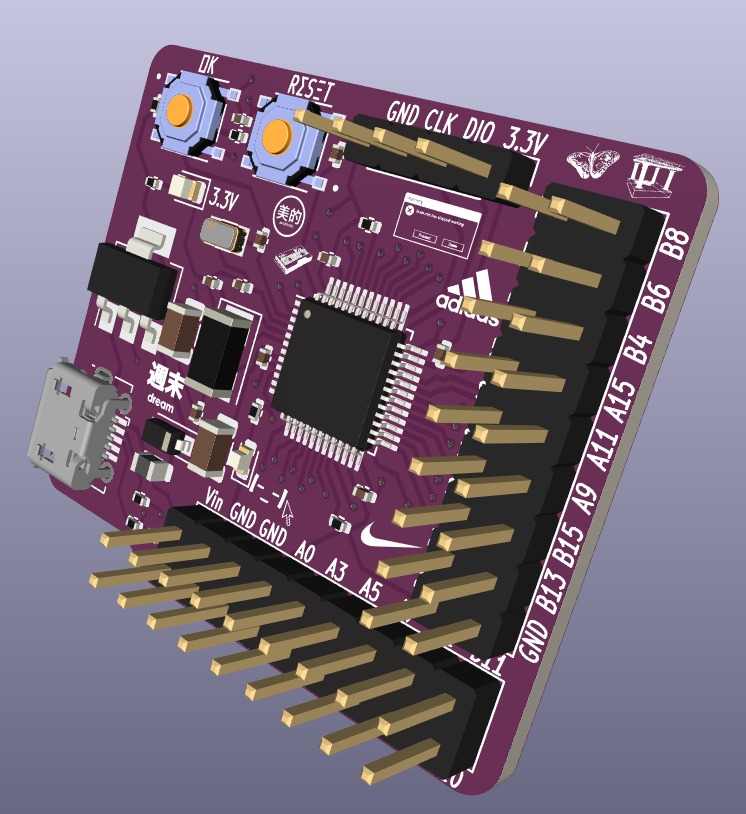 OK
RESET
GND CLK DIO 3.3V
3.3V
美的
adidas
週末
dream
B8
B6
B4
A15
A11
A9
B15
B13
GND
Vin GND GND A0 A3 A5
B11